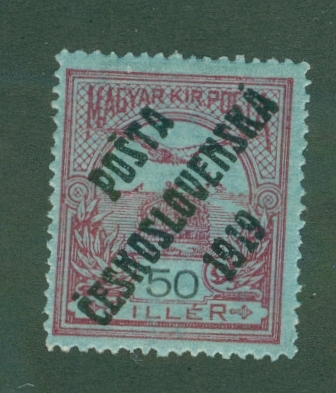 MAGYAR KIR. POSTA
POSTA
ČESKOSLOVENSKÁ
1919
50
FILLÉR